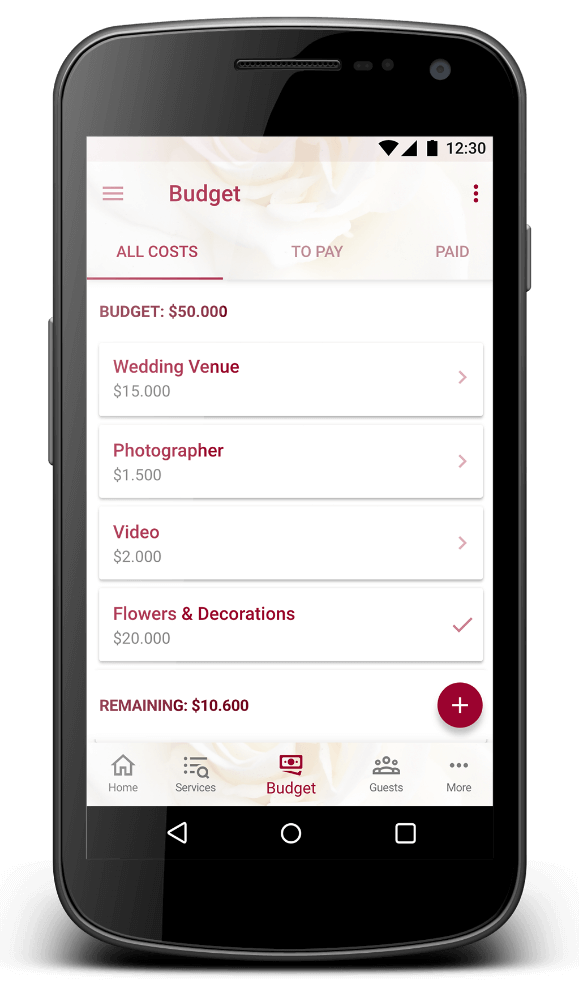 12:30
Budget
ALL COSTS TO PAY PAID
BUDGET: $50.000
Wedding Venue
$15.000
Photographer
$1.500
Video
$2.000
Flowers & Decorations
$20.000
REMAINING: $10.600
Home Services Budget Guests More